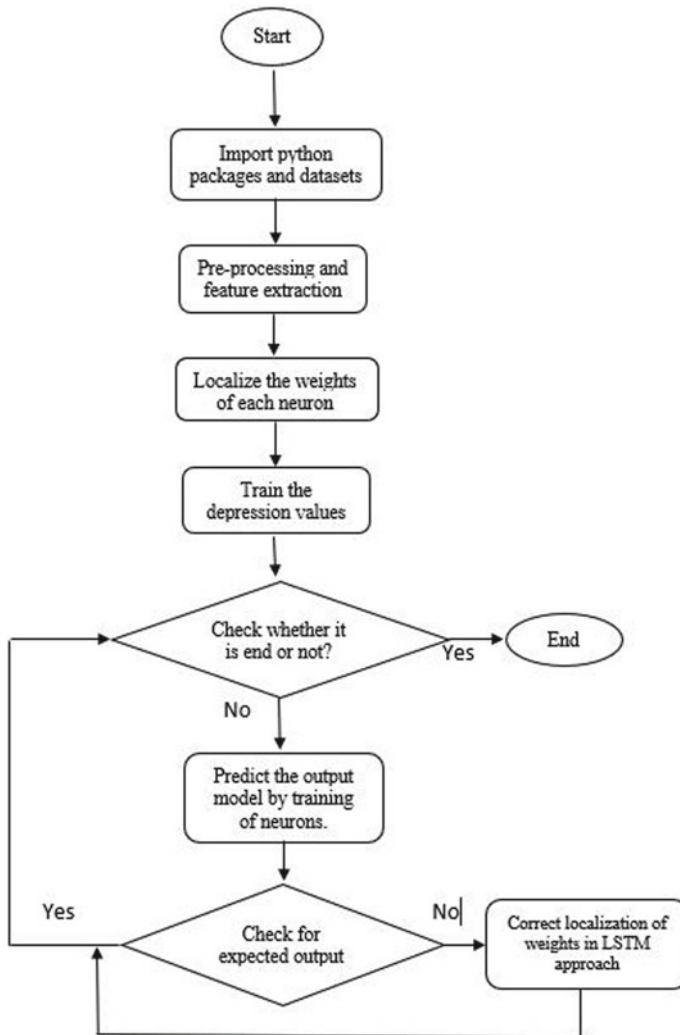 Start
Import python
packages and datasets
Pre-processing and
feature extraction
Localize the weights
of each neuron
Train the
depression values
Check whether it
is end or not?
Yes
End
No
Predict the output
model by training
of neurons.
Yes
Check for
expected output
No
Correct localization of
weights in LSTM
approach